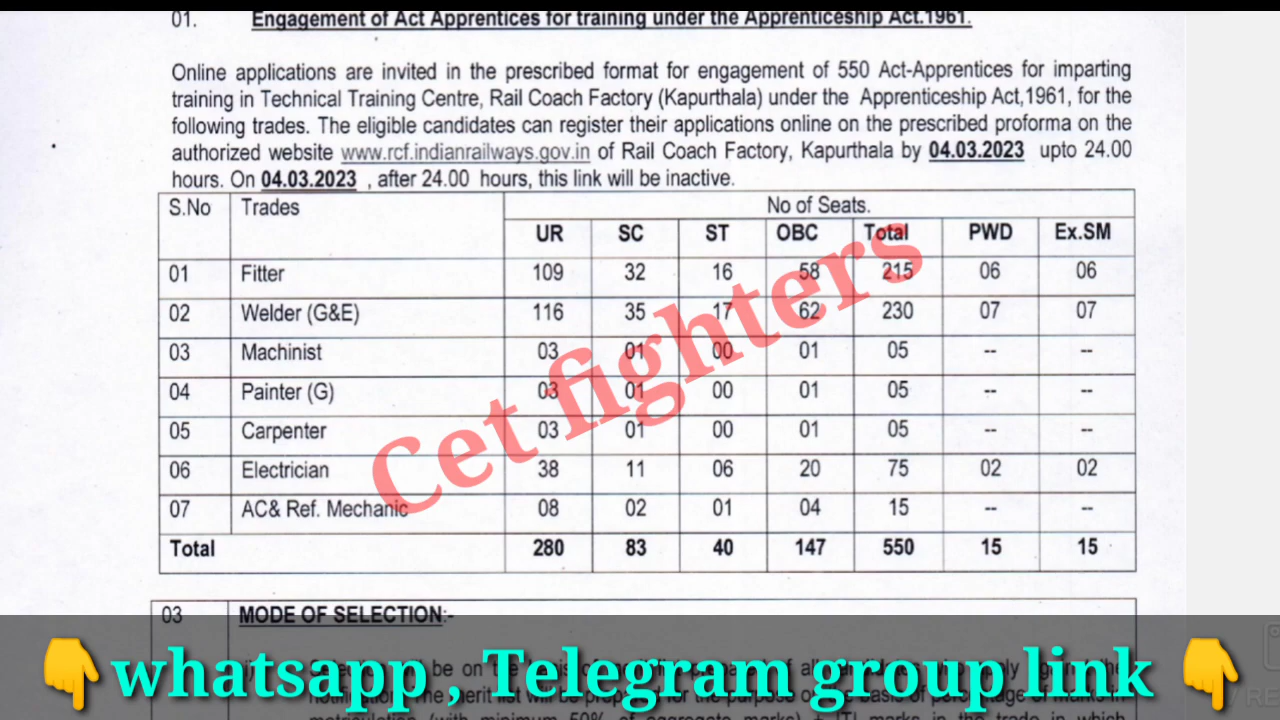 01. Engagement of Act Apprentices for training under the Apprenticeship Act.1961.
Online applications are invited in the prescribed format for engagement of 550 Act-Apprentices for imparting
training in Technical Training Centre, Rail Coach Factory (Kapurthala) under the Apprenticeship Act,1961, for the
following trades. The eligible candidates can register their applications online on the prescribed proforma on the
authorized website www.rcf.indianrailways.gov.in of Rail Coach Factory, Kapurthala by 04.03.2023 upto 24.00
hours. On 04.03.2023 , after 24.00 hours, this link will be inactive.
S.No Trades No of Seats.
UR SC ST OBC Total PWD Ex.SM
01 Fitter 109 32 16 58 215 06 06
02 Welder (G&E) 116 35 17 62 230 07 07
03 Machinist 03 01 00 01 05 -- --
04 Painter (G) 03 01 00 01 05 -- --
05 Carpenter 03 01 00 01 05 -- --
06 Electrician 38 11 06 20 75 02 02
07 AC& Ref. Mechanic 08 02 01 04 15 -- --
Total 280 83 40 147 550 15 15
Cet fighters
03 MODE OF SELECTION:-
👇whatsapp , Telegram group link 👇